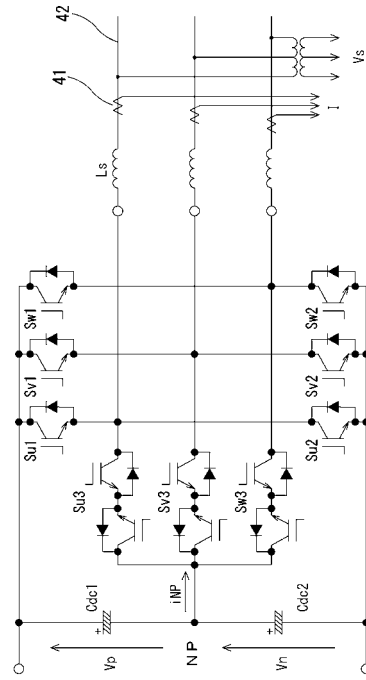 42
41
Ls
I
Vs
Sw1
Sv1
Su1
Sw2
Sv2
Su2
Su3
Sv3
Sw3
iNP
Cdc1
Cdc2
+
+
Vp
NP
Vn